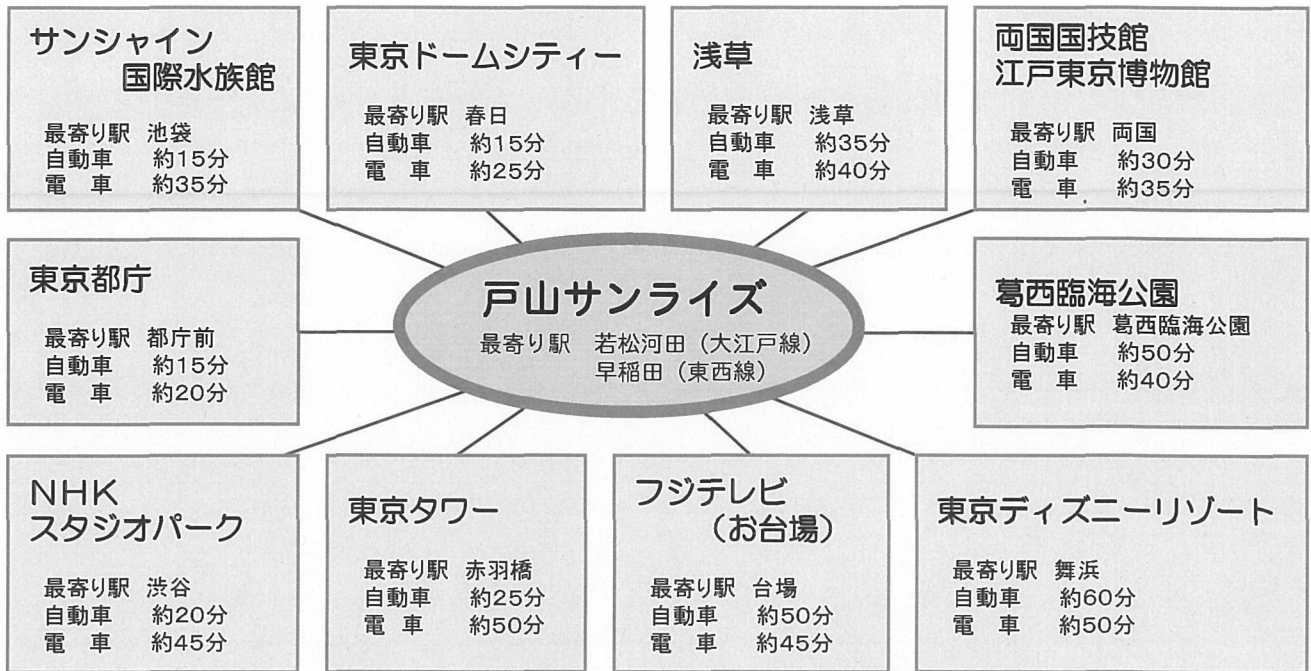 サンシャイン
国際水族館
最寄り駅 池袋
自動車 約15分
電 車 約35分
東京ドームシティー
最寄り駅 春日
自動車 約15分
電 車 約25分
浅草
最寄り駅 浅草
自動車 約35分
電 車 約40分
両国国技館
江戸東京博物館
最寄り駅 両国
自動車 約30分
電 車 約35分
東京都庁
最寄り駅 都庁前
自動車 約15分
電 車 約20分
戸山サンライズ
最寄り駅 若松河田(大江戸線)
早稲田(東西線)
葛西臨海公園
最寄り駅 葛西臨海公園
自動車 約50分
電 車 約40分
NHK
スタジオパーク
最寄り駅 渋谷
自動車 約20分
電 車 約45分
東京タワー
最寄り駅 赤羽橋
自動車 約25分
電 車 約50分
フジテレビ
(お台場)
最寄り駅 台場
自動車 約50分
電 車 約45分
東京ディズニーリゾート
最寄り駅 舞浜
自動車 約60分
電 車 約50分